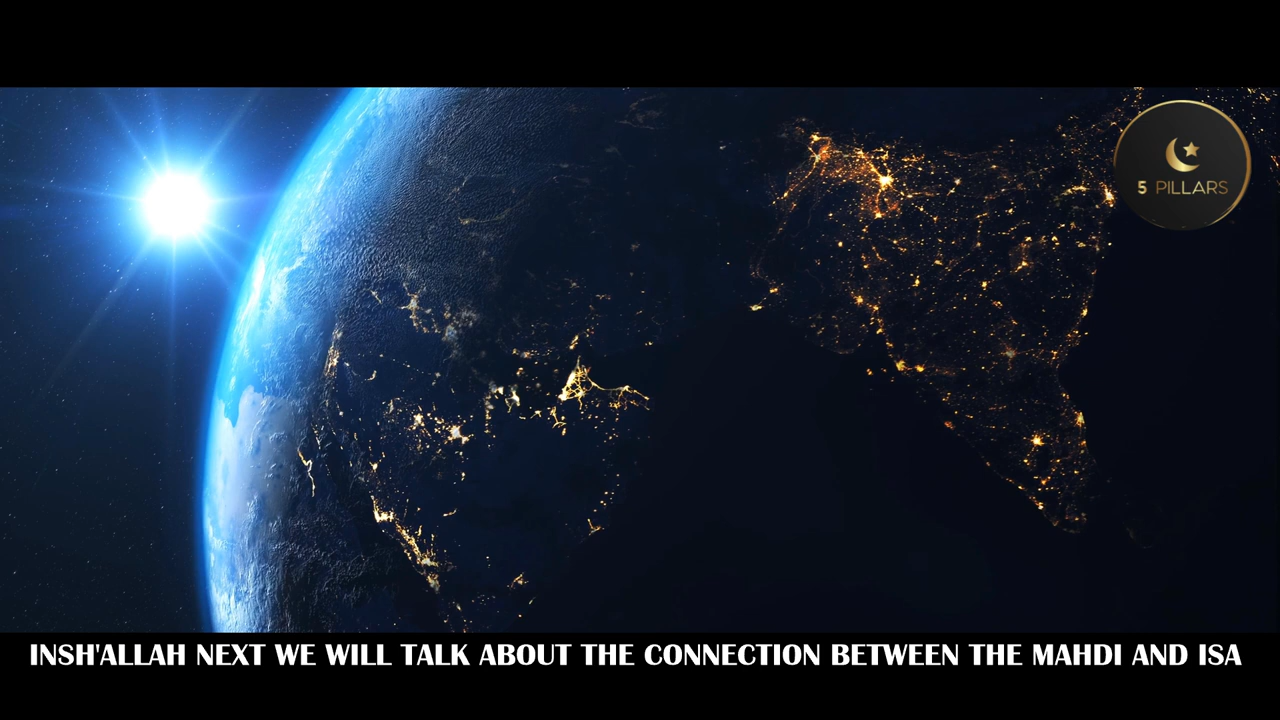 5 PILLARS
INSH'ALLAH NEXT WE WILL TALK ABOUT THE CONNECTION BETWEEN THE MAHDI AND ISA